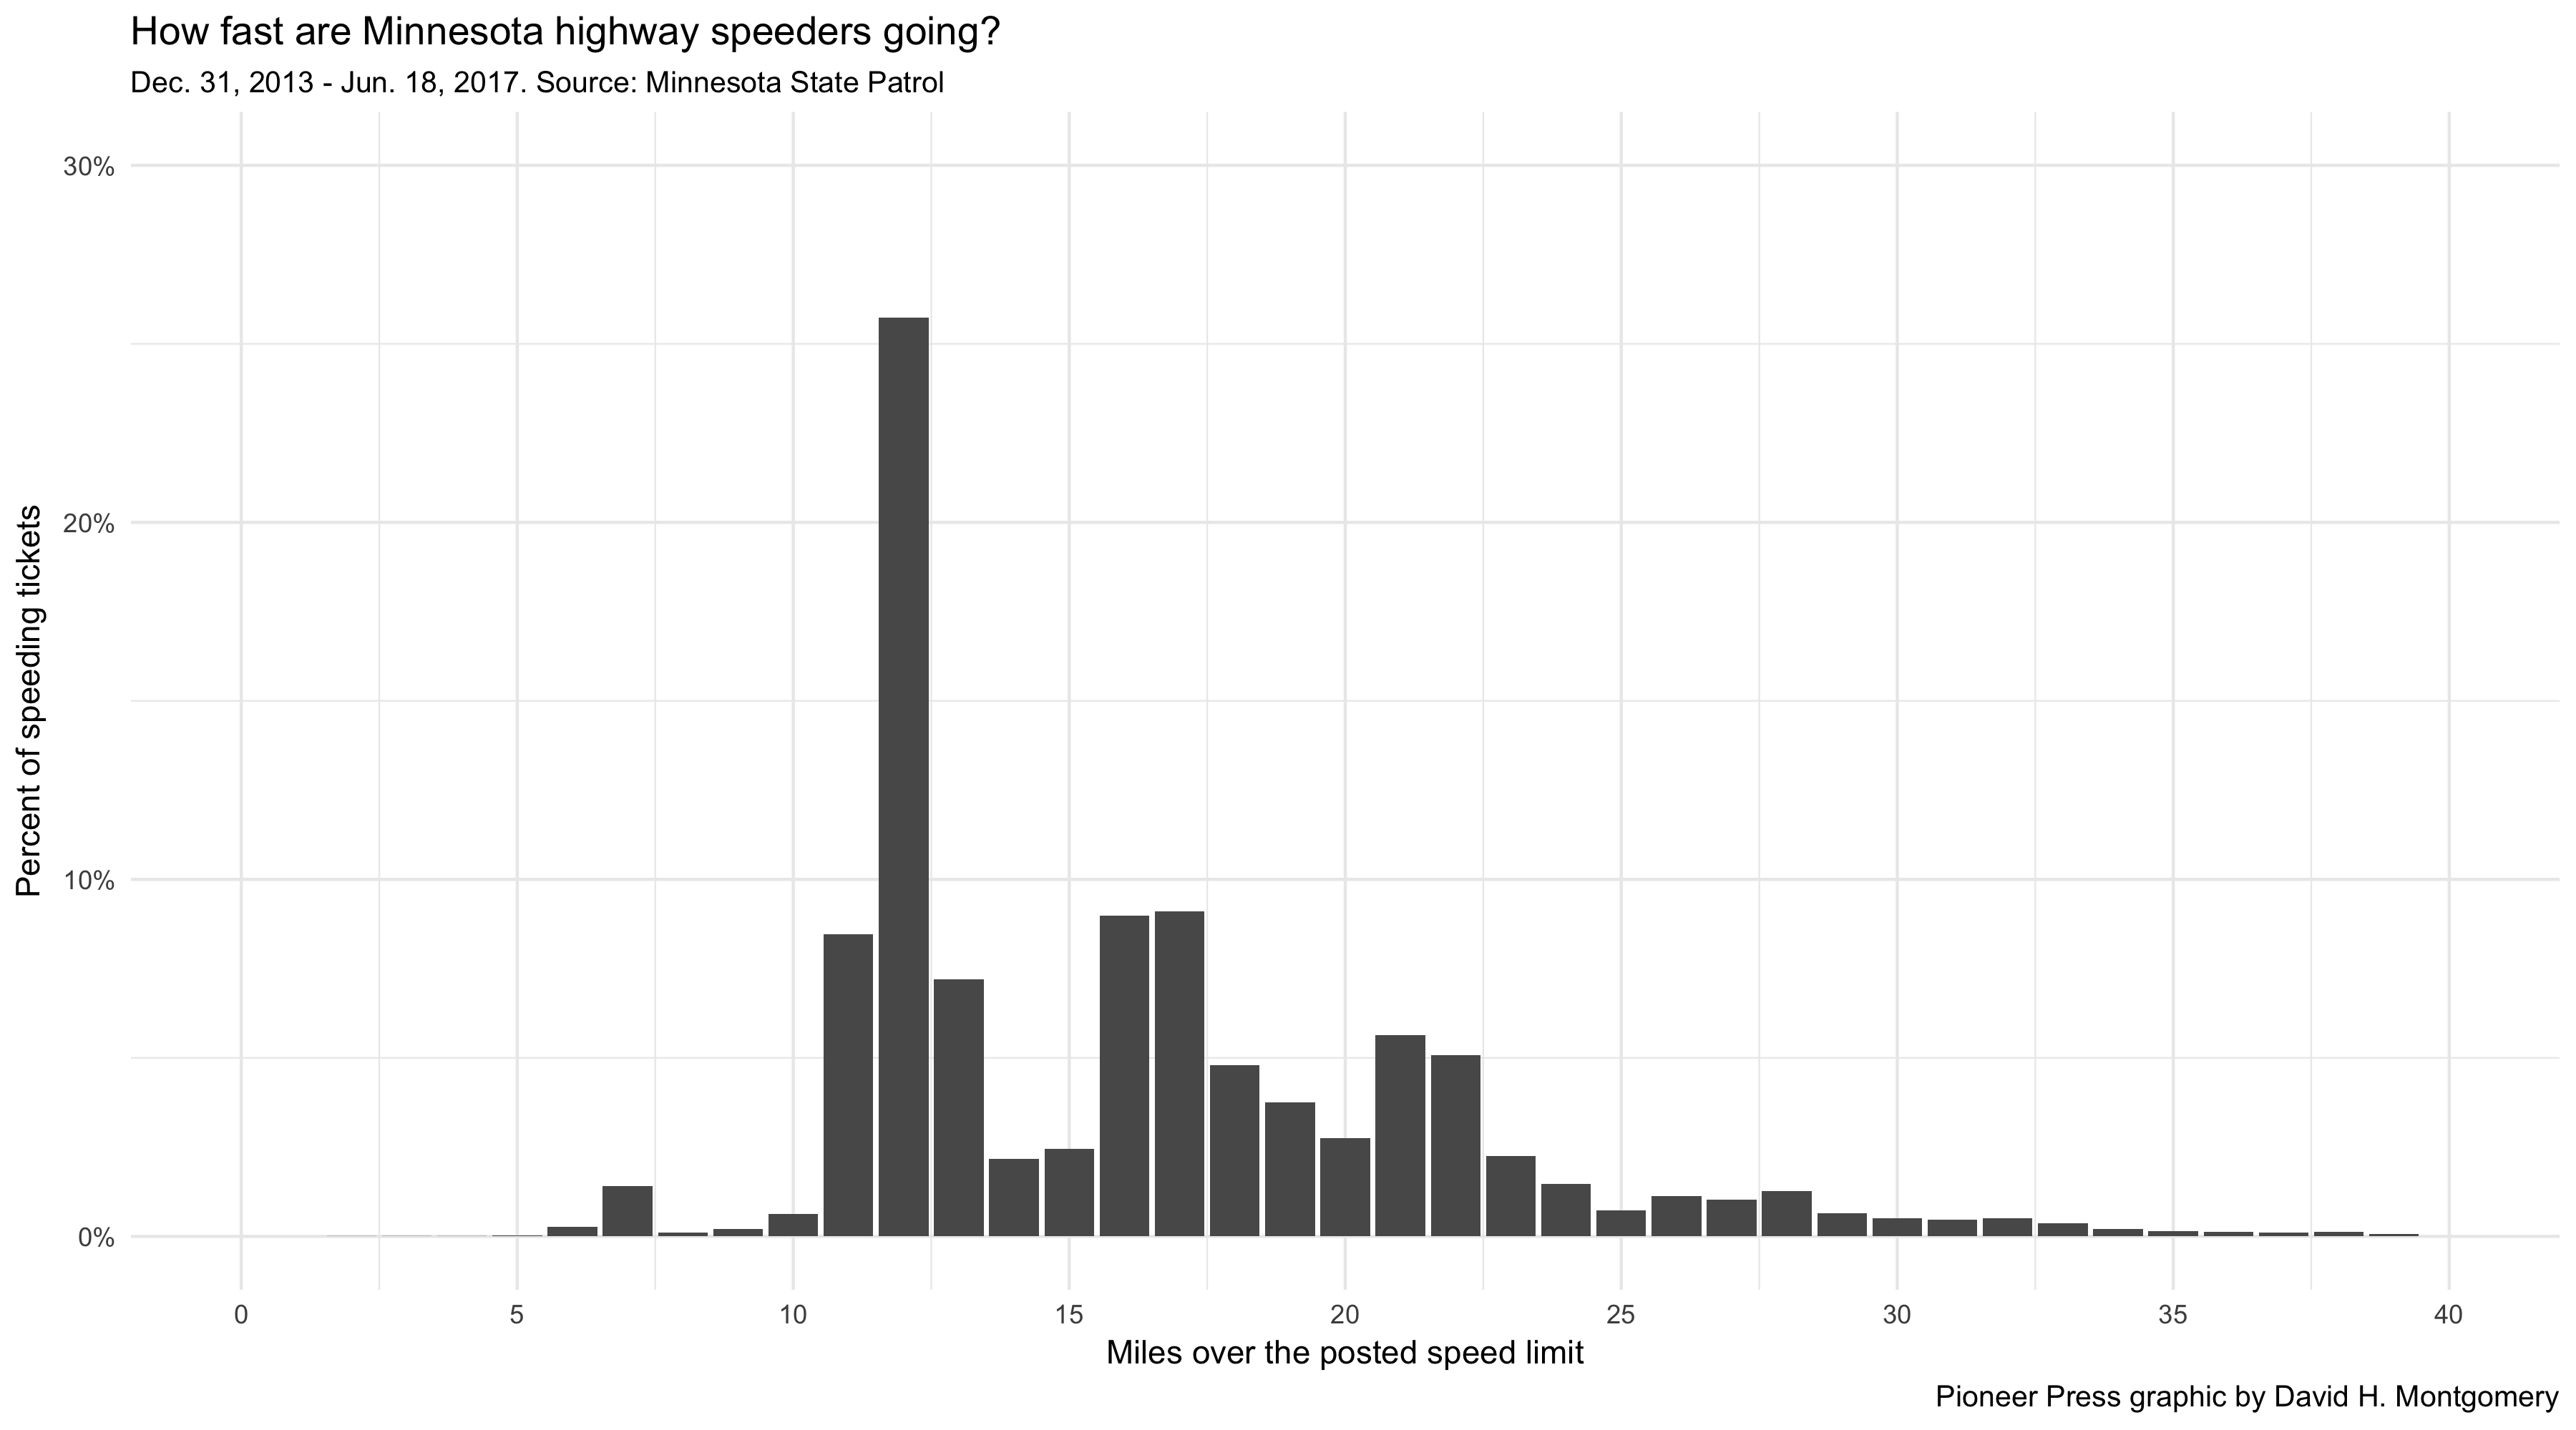 How fast are Minnesota highway speeders going?
Dec. 31, 2013 - Jun. 18, 2017. Source: Minnesota State Patrol
Percent of speeding tickets
30%
20%
10%
0%
0 5 10 15 20 25 30 35 40
Miles over the posted speed limit
Pioneer Press graphic by David H. Montgomery